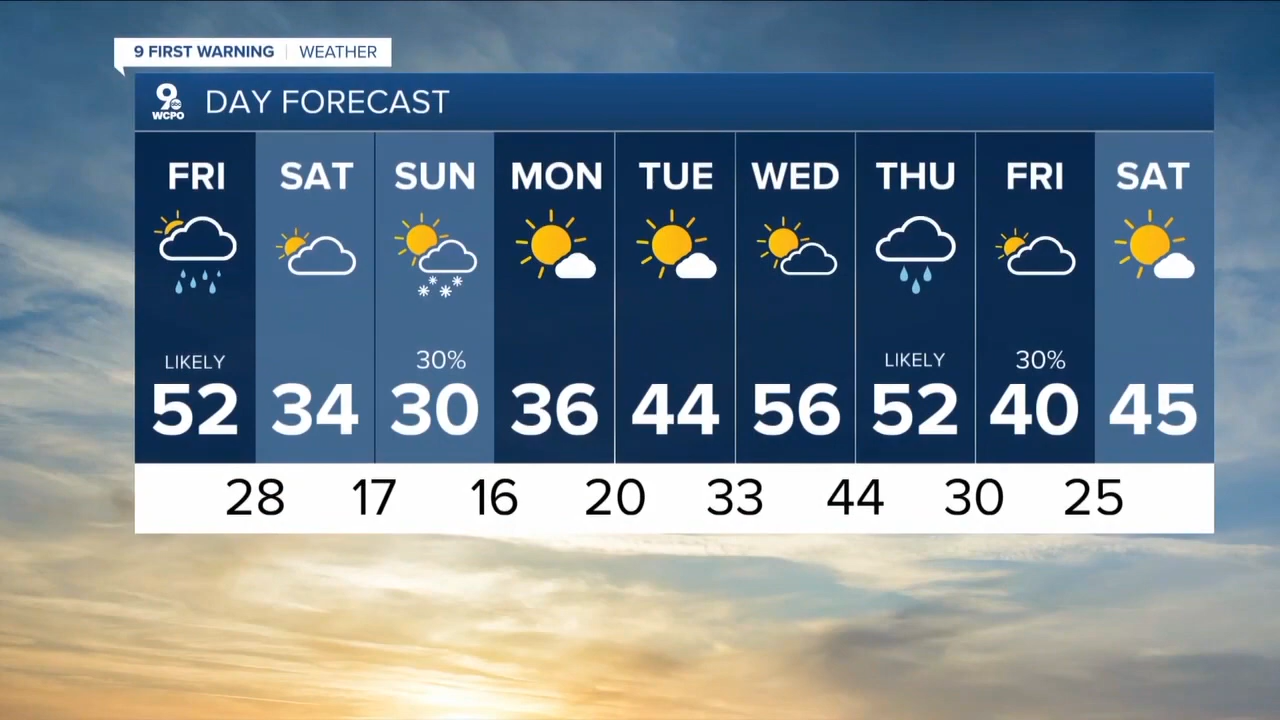 9 FIRST WARNING | WEATHER
9 abc WCPO DAY FORECAST
FRI SAT SUN MON TUE WED THU FRI SAT
LIKELY 30% LIKELY 30%
52 34 30 36 44 56 52 40 45
28 17 16 20 33 44 30 25